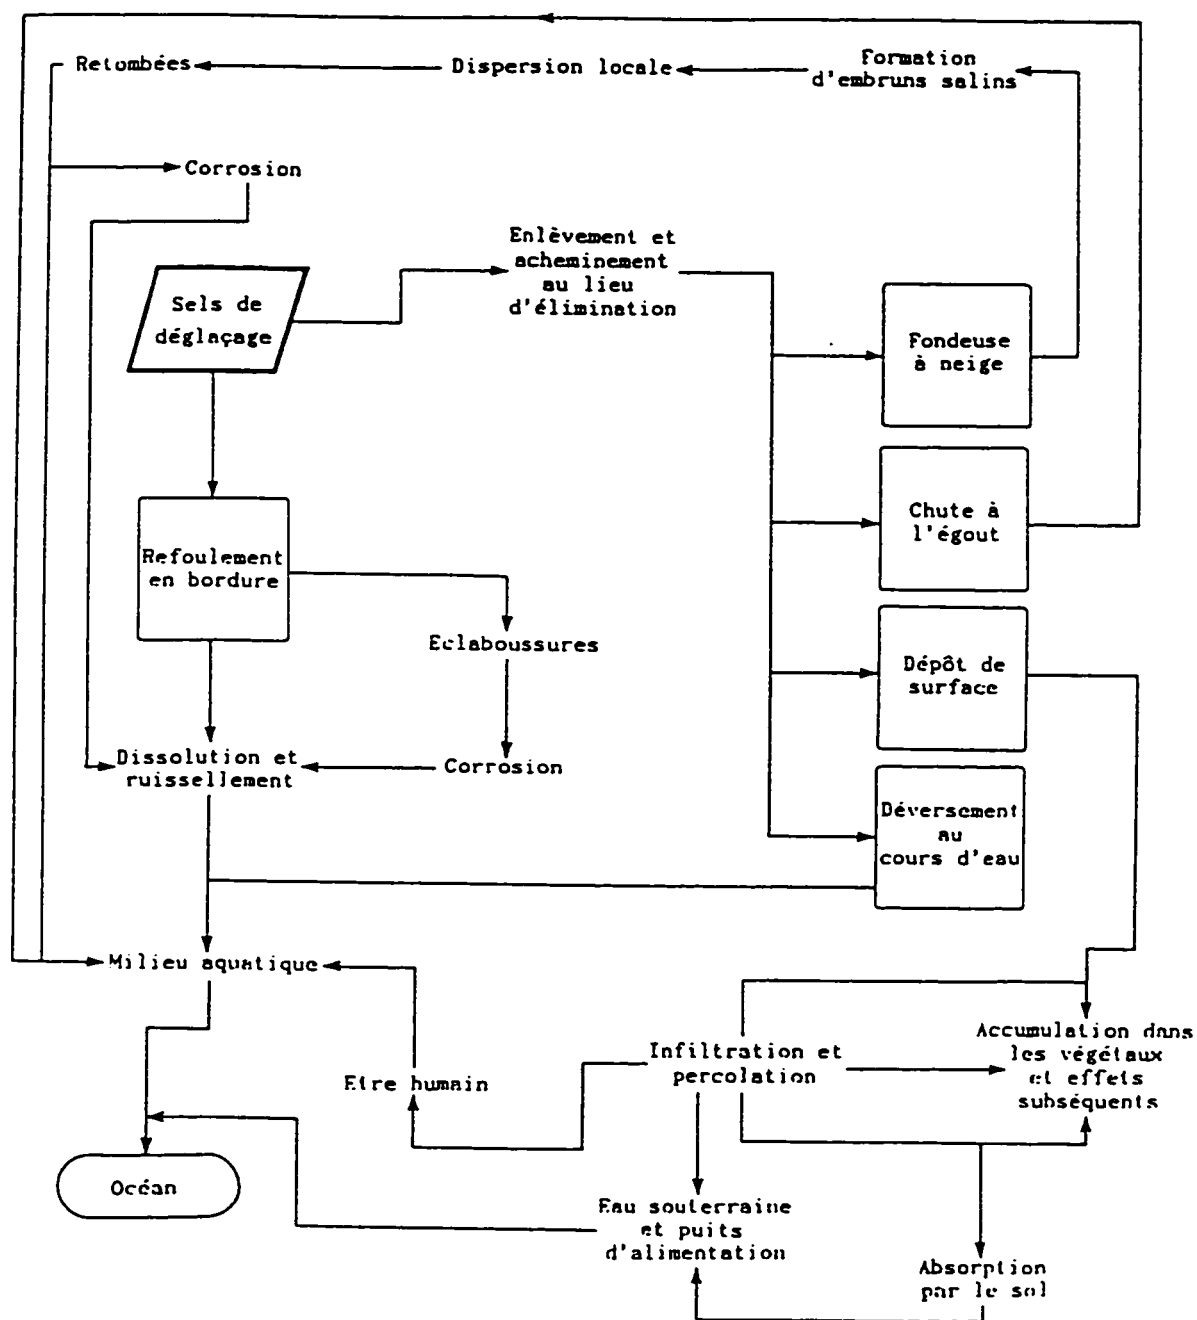 Retombées
Dispersion locale
Formation
d'embruns salins
Corrosion
Enlèvement et
acheminement
au lieu
d'élimination
Sels de
déglaçage
Fondeuse
à neige
Chute à
l'égout
Refoulement
en bordure
Eclaboussures
Dépôt de
surface
Dissolution et
ruissellement
Corrosion
Déversement
au
cours d'eau
Milieu aquatique
Accumulation dans
les végétaux
et effets
subséquents
Infiltration et
percolation
Etre humain
Océan
Eau souterraine
et puits
d'alimentation
Absorption
par le sol